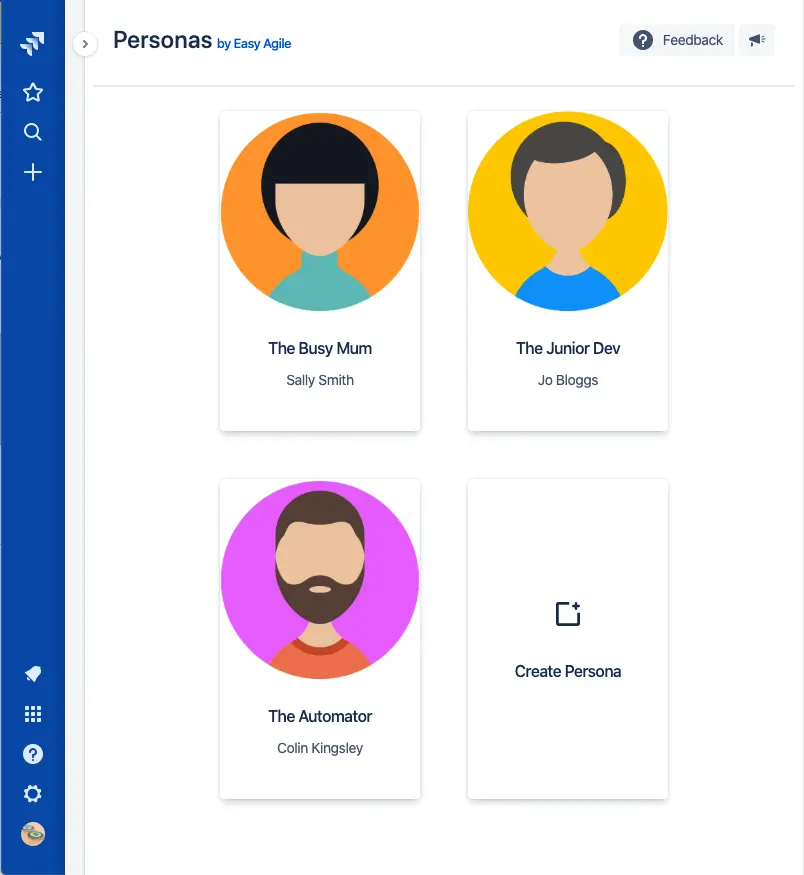 Personas by Easy Agile
Feedback
The Busy Mum
Sally Smith
The Junior Dev
Jo Bloggs
The Automator
Colin Kingsley
Create Persona